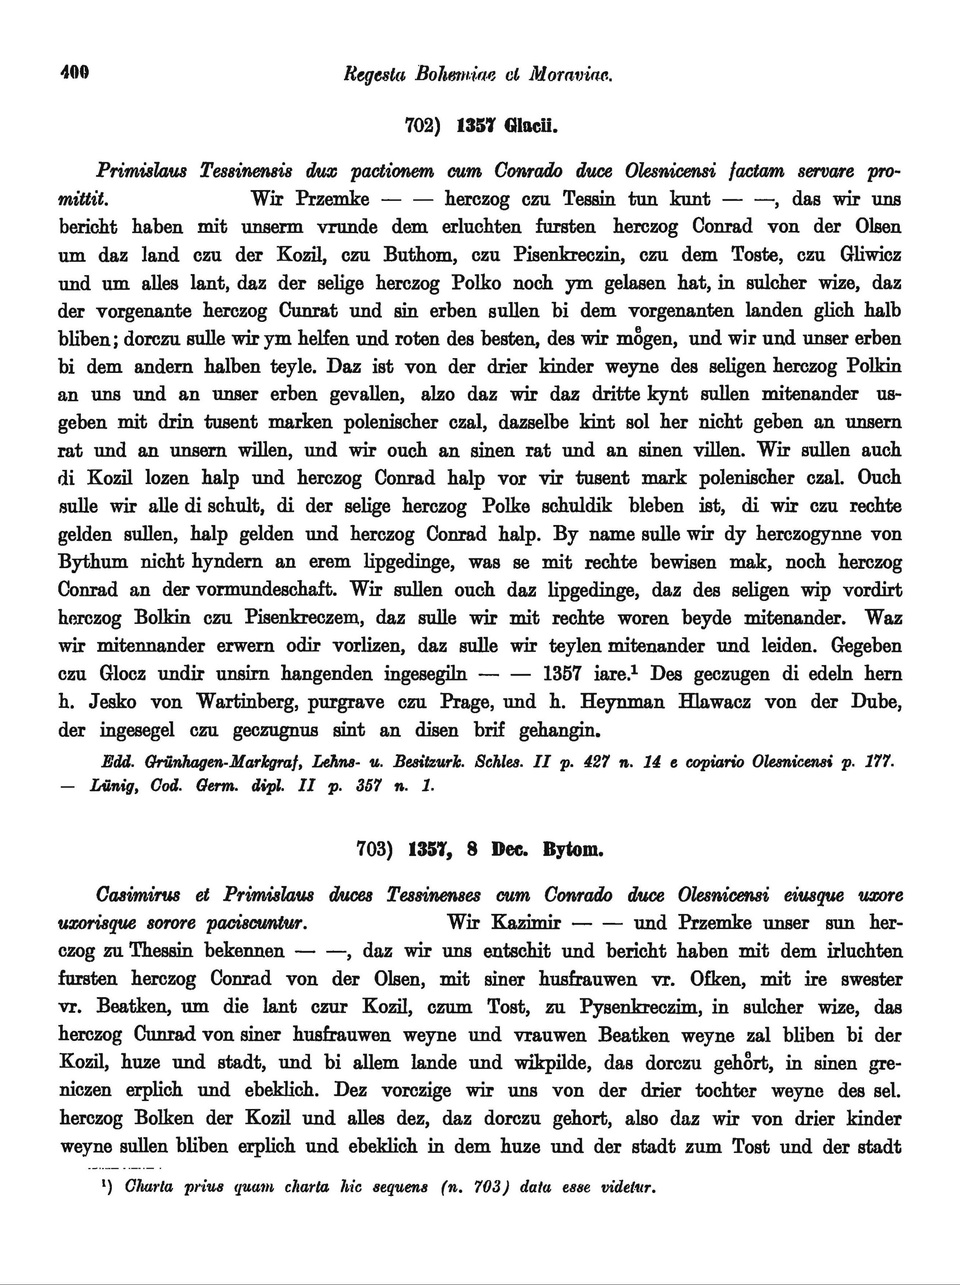 400
Regesta Bohemiae et Moraviae.
702) 1357 Glacii.
Primislaus Tessinensis dux pactionem cum Conrado duce Olesnicensi factam servare pro-
mittit. Wir Przemke — — herczog czu Tessin tun kunt — —, das wir uns
bericht haben mit unserm vrunde dem erluchten fursten herczog Conrad von der Olsen
um daz land czu der Kozil, czu Buthom, czu Pisenkreczin, czu dem Toste, czu Gliwicz
und um alles lant, daz der selige herczog Polko noch ym gelasen hat, in sulcher wize, daz
der vorgenante herczog Cunrat und sin erben sullen bi dem vorgenanten landen glich halb
bliben; dorczu sulle wir ym helfen und roten des besten, des wir mo̊gen, und wir und unser erben
bi dem andern halben teyle. Daz ist von der drier kinder weyne des seligen herczog Polkin
an uns und an unser erben gevallen, alzo daz wir daz dritte kynt sullen mitenander us-
geben mit drin tusent marken polenischer czal, dazselbe kint sol her nicht geben an unsern
rat und an unsern willen, und wir ouch an sinen rat und an sinen villen. Wir sullen auch
di Kozil lozen halp und herczog Conrad halp vor vir tusent mark polenischer czal. Ouch
sulle wir alle di schult, di der selige herczog Polke schuldik bleben ist, di wir czu rechte
gelden sullen, halp gelden und herczog Conrad halp. By name sulle wir dy herczogynne von
Bythum nicht hyndern an erem lipgedinge, was se mit rechte bewisen mak, noch herczog
Conrad an der vormundeschaft. Wir sullen ouch daz lipgedinge, daz des seligen wip vordirt
herczog Bolkin czu Pisenkreczem, daz sulle wir mit rechte woren beyde mitenander. Waz
wir mitennander erwern odir vorlizen, daz sulle wir teylen mitenander und leiden. Gegeben
czu Glocz undir unsirn hangenden ingesegiln — — 1357 iare.¹ Des geczugen di edeln hern
h. Jesko von Wartinberg, purgrave czu Prage, und h. Heynman Hlawacz von der Dube,
der ingesegel czu geczugnus sint an disen brif gehangin.
Edd. Grünhagen-Markgraf, Lehns- u. Besitzurk. Schles. II p. 427 n. 14 e copiario Olesnicensi p. 177.
— Lünig, Cod. Germ. dipl. II p. 357 n. 1.
703) 1357, 8 Dec. Bytom.
Casimirus et Primislaus duces Tessinenses cum Conrado duce Olesnicensi eiusque uxore
uxorisque sorore paciscuntur. Wir Kazimir — — und Przemke unser sun her-
czog zu Thessin bekennen — —, daz wir uns entschit und bericht haben mit dem irluchten
fursten herczog Conrad von der Olsen, mit siner husfrauwen vr. Ofken, mit ire swester
vr. Beatken, um die lant czur Kozil, czum Tost, zu Pysenkreczim, in sulcher wize, das
herczog Cunrad von siner husfrauwen weyne und vrauwen Beatken weyne zal bliben bi der
Kozil, huze und stadt, und bi allem lande und wikpilde, das dorczu geho̊rt, in sinen gre-
niczen erplich und ebeklich. Dez vorczige wir uns von der drier tochter weyne des sel.
herczog Bolken der Kozil und alles dez, daz dorczu gehort, also daz wir von drier kinder
weyne sullen bliben erplich und ebeklich in dem huze und der stadt zum Tost und der stadt
¹) Charta prius quam charta hic sequens (n. 703) data esse videtur.